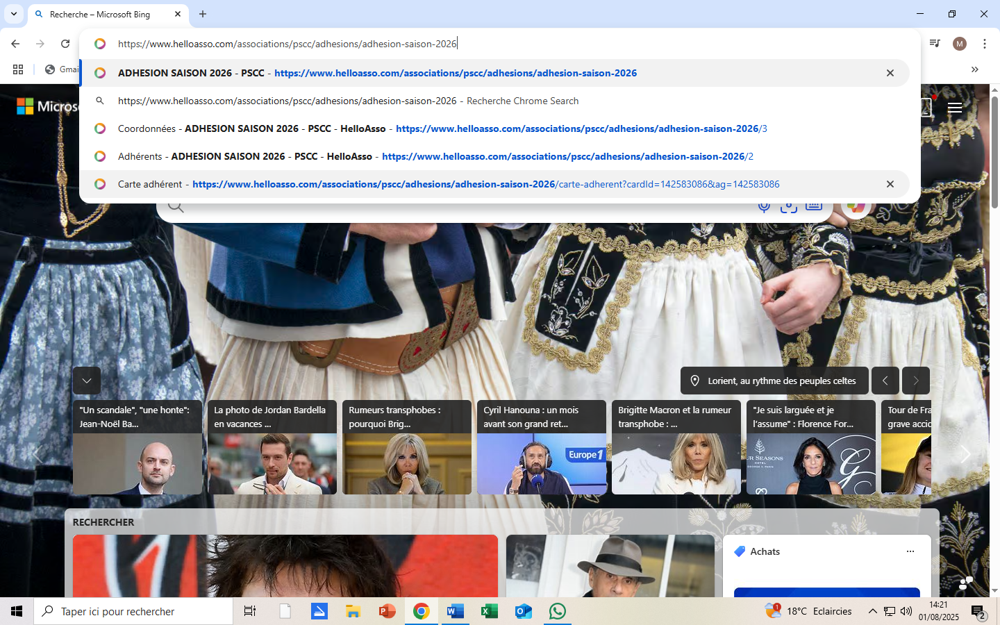 Recherche – Microsoft Bing
https://www.helloasso.com/associations/pscc/adhesions/adhesion-saison-2026
M
Gmai
ADHESION SAISON 2026 - PSCC - https://www.helloasso.com/associations/pscc/adhesions/adhesion-saison-2026
https://www.helloasso.com/associations/pscc/adhesions/adhesion-saison-2026 - Recherche Chrome Search
Coordonnées - ADHESION SAISON 2026 - PSCC - HelloAsso - https://www.helloasso.com/associations/pscc/adhesions/adhesion-saison-2026/3
Adhérents - ADHESION SAISON 2026 - PSCC - HelloAsso - https://www.helloasso.com/associations/pscc/adhesions/adhesion-saison-2026/2
Carte adhérent - https://www.helloasso.com/associations/pscc/adhesions/adhesion-saison-2026/carte-adherent?cardId=142583086&ag=142583086
Micros
Lorient, au rythme des peuples celtes
"Un scandale", "une honte":
Jean-Noël Ba...
La photo de Jordan Bardella
en vacances ...
Rumeurs transphobes :
pourquoi Brig...
Cyril Hanouna : un mois
avant son grand ret...
Brigitte Macron et la rumeur
transphobe : ...
"Je suis larguée et je
l'assume" : Florence For...
Tour de Fra
grave accid
Europe1
UR SEASONS
HOTEL
GEORGE V PARIS
G
RECHERCHER
Achats
Taper ici pour rechercher
1
18°C Eclaircies
14:21
01/08/2025
2